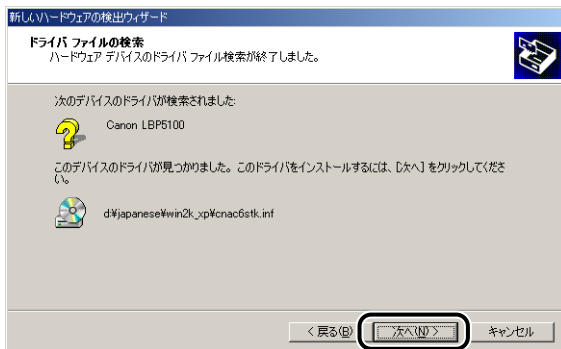 新しいハードウェアの検出ウィザード
ドライバ ファイルの検索
ハードウェア デバイスのドライバ ファイル検索が終了しました。
次のデバイスのドライバが検索されました:
Canon LBP5100
このデバイスのドライバが見つかりました。このドライバをインストールするには、[次へ] をクリックしてくださ
い。
d:¥japanese¥win2k_xp¥cnac6stk.inf
< 戻る(B) 次へ(N) > キャンセル